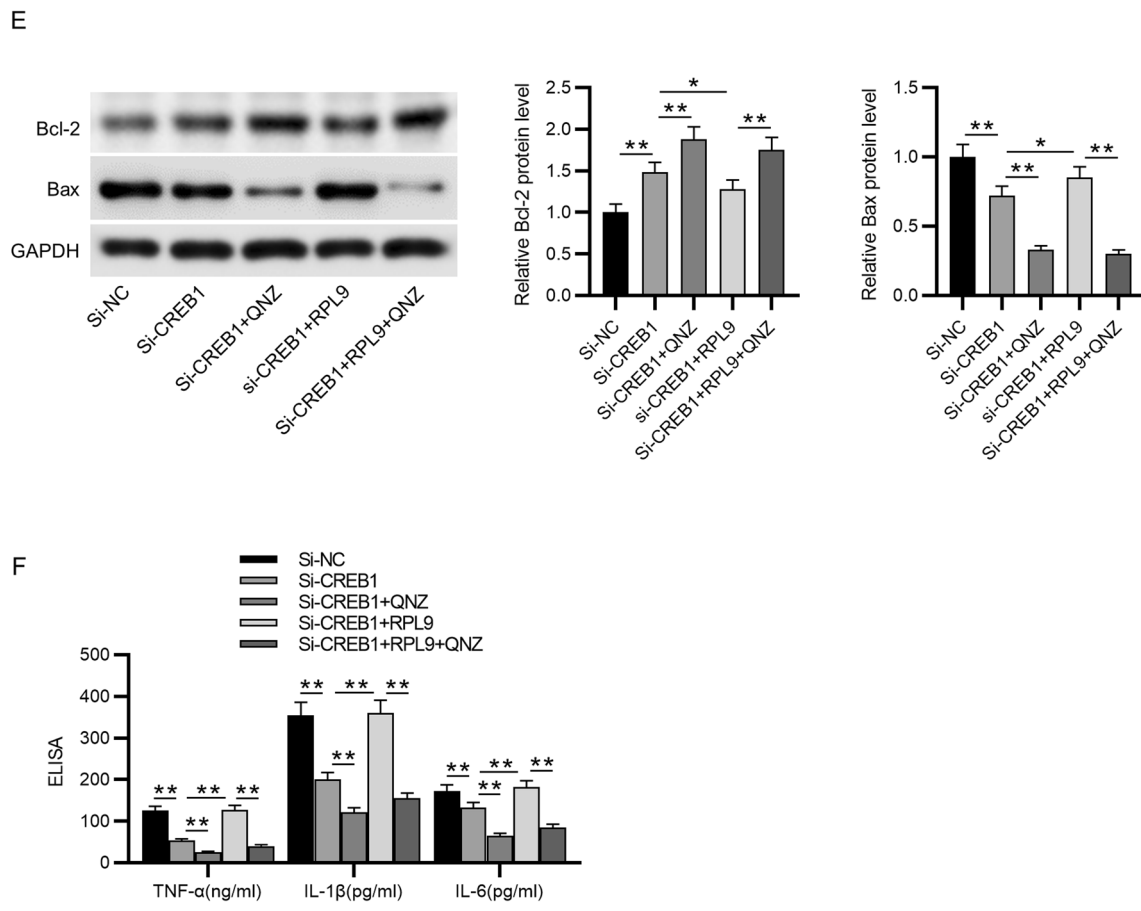 E
Bcl-2
Bax
GAPDH
Si-NC
Si-CREB1
Si-CREB1+QNZ
si-CREB1+RPL9
Si-CREB1+RPL9+QNZ
Relative Bcl-2 protein level
2.5
2.0
1.5
1.0
0.5
0.0
**
**
*
**
Si-NC
Si-CREB1
Si-CREB1+QNZ
si-CREB1+RPL9
Si-CREB1+RPL9+QNZ
Relative Bax protein level
1.5
1.0
0.5
0.0
**
**
*
**
Si-NC
Si-CREB1
Si-CREB1+QNZ
si-CREB1+RPL9
Si-CREB1+RPL9+QNZ
F
Si-NC
Si-CREB1
Si-CREB1+QNZ
Si-CREB1+RPL9
Si-CREB1+RPL9+QNZ
ELISA
500
400
300
200
100
0
** ** ** **
** ** ** **
** ** ** **
TNF-α(ng/ml) IL-1β(pg/ml) IL-6(pg/ml)